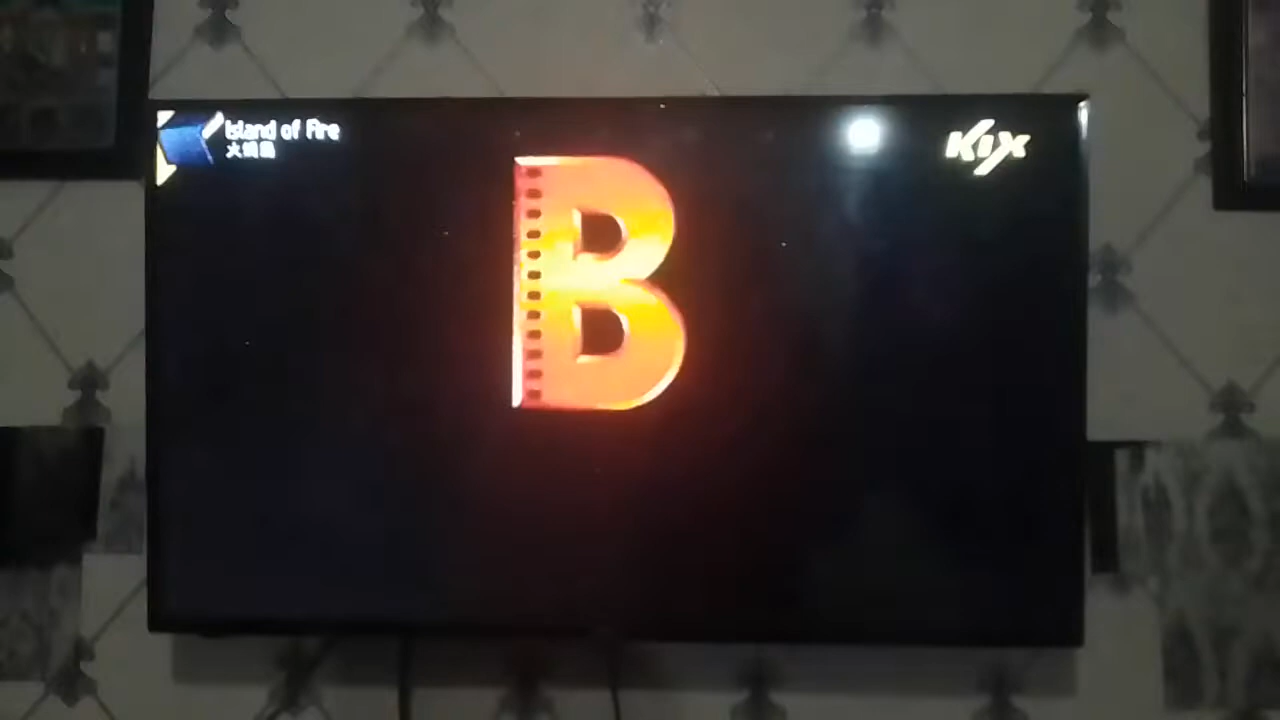 Island of Fire
火燒島
KIX
B